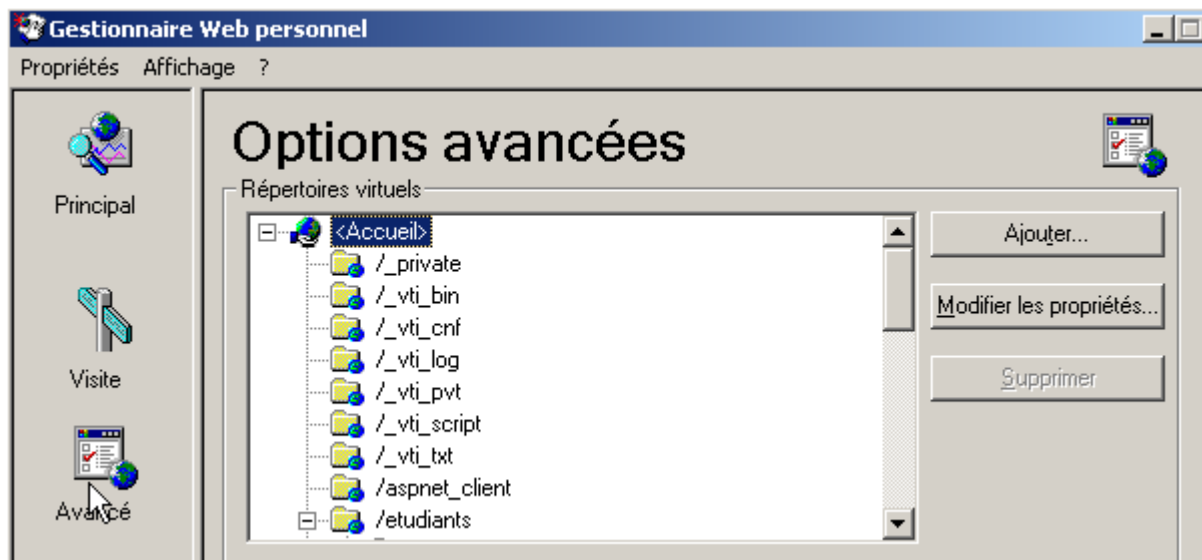 Gestionnaire Web personnel
Propriétés Affichage ?
Principal
Visite
Avancé
Options avancées
Répertoires virtuels
<Accueil>
/_private
/_vti_bin
/_vti_cnf
/_vti_log
/_vti_pvt
/_vti_script
/_vti_txt
/aspnet_client
/etudiants
Ajouter...
Modifier les propriétés...
Supprimer